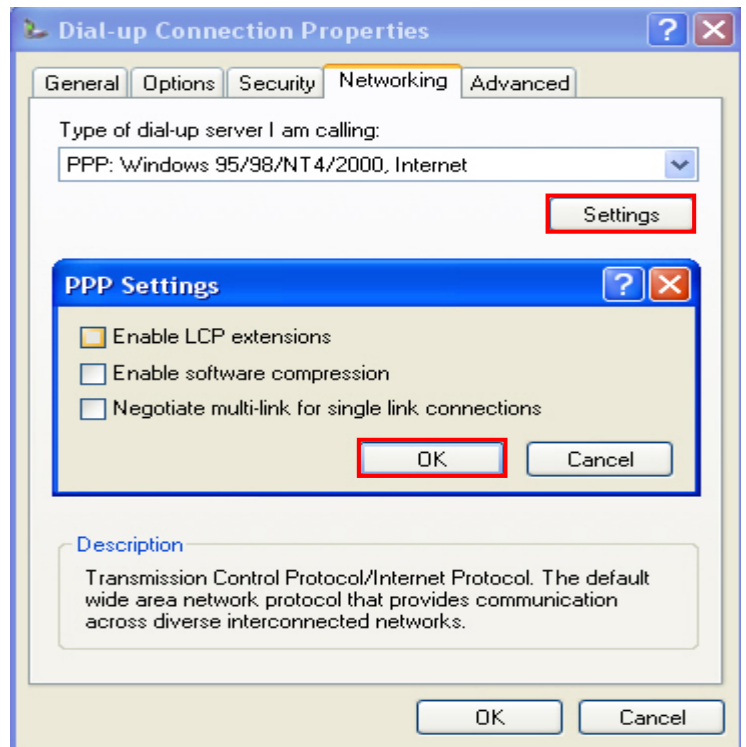 Dial-up Connection Properties
General Options Security Networking Advanced
Type of dial-up server I am calling:
PPP: Windows 95/98/NT4/2000, Internet
Settings
PPP Settings
Enable LCP extensions
Enable software compression
Negotiate multi-link for single link connections
OK Cancel
Description
Transmission Control Protocol/Internet Protocol. The default
wide area network protocol that provides communication
across diverse interconnected networks.
OK Cancel